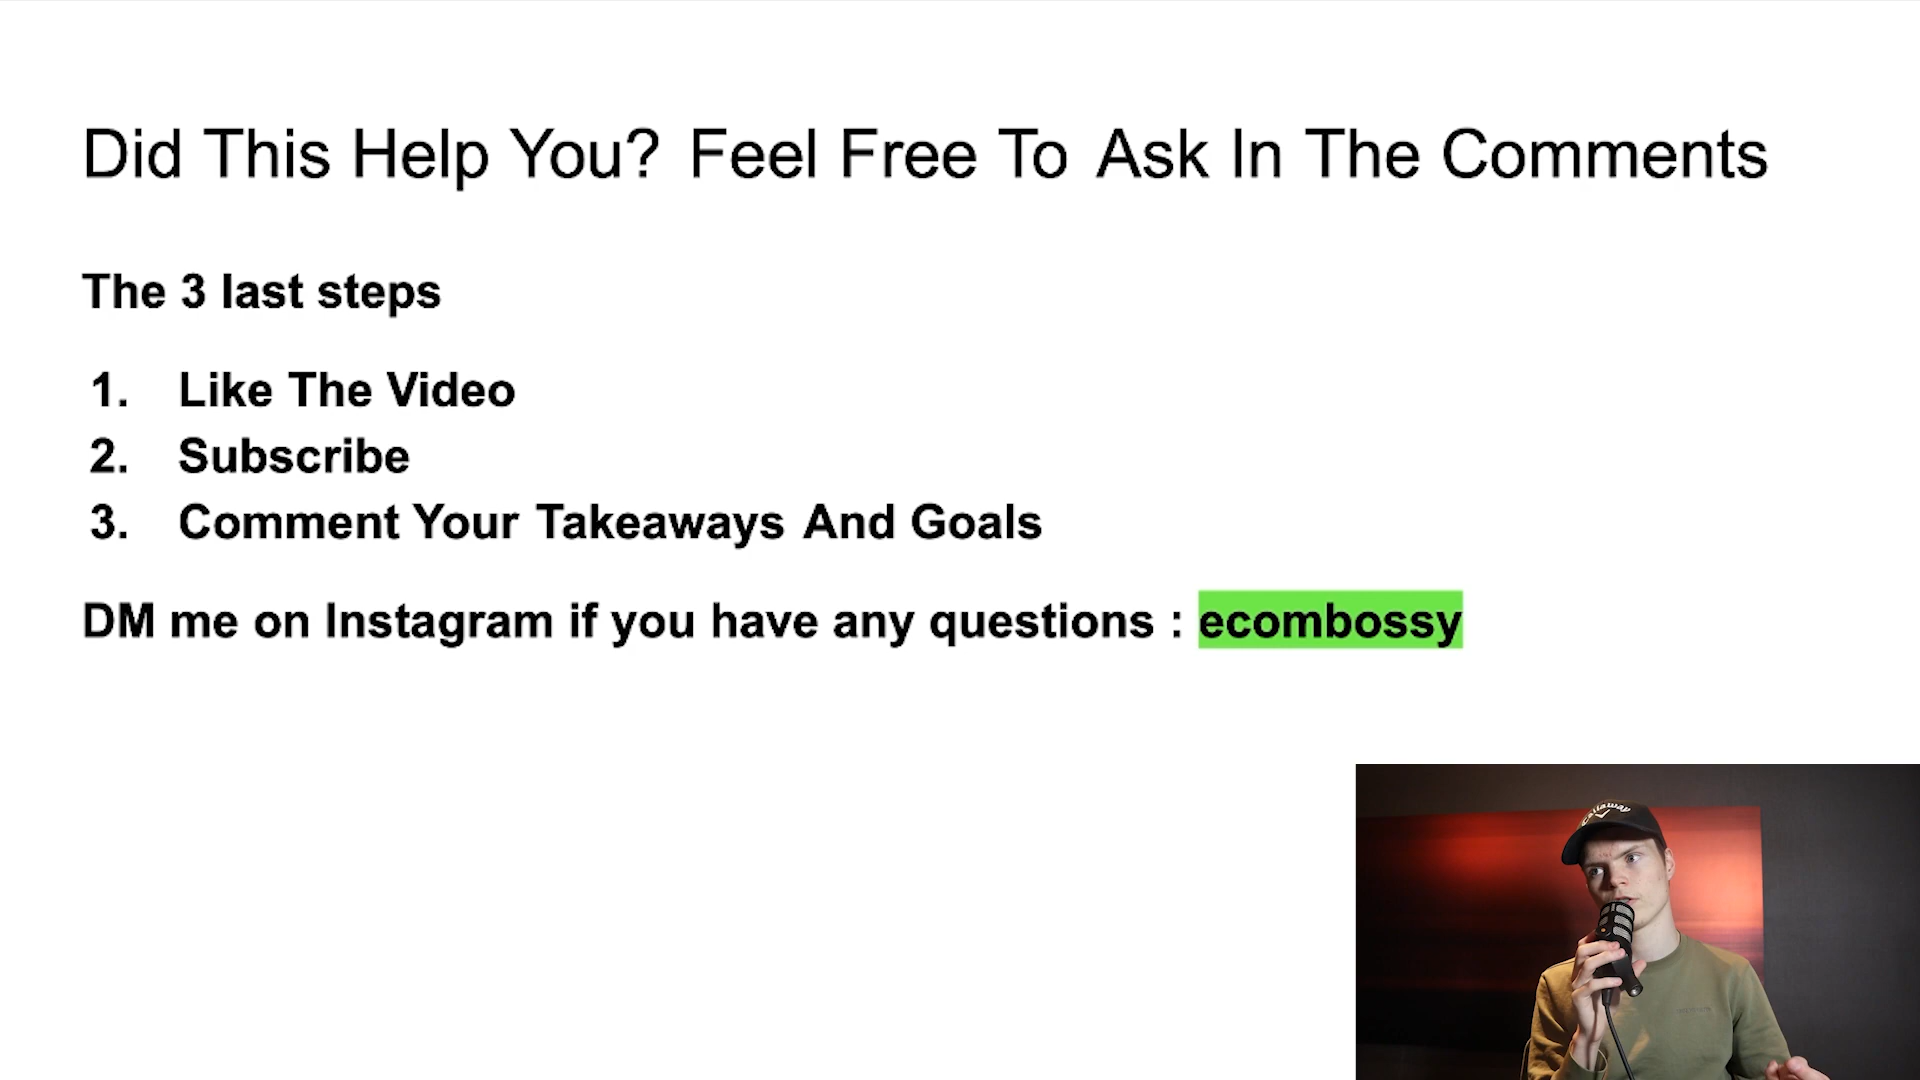 Did This Help You? Feel Free To Ask In The Comments
The 3 last steps
1. Like The Video
2. Subscribe
3. Comment Your Takeaways And Goals
DM me on Instagram if you have any questions : ecombossy
Callaway